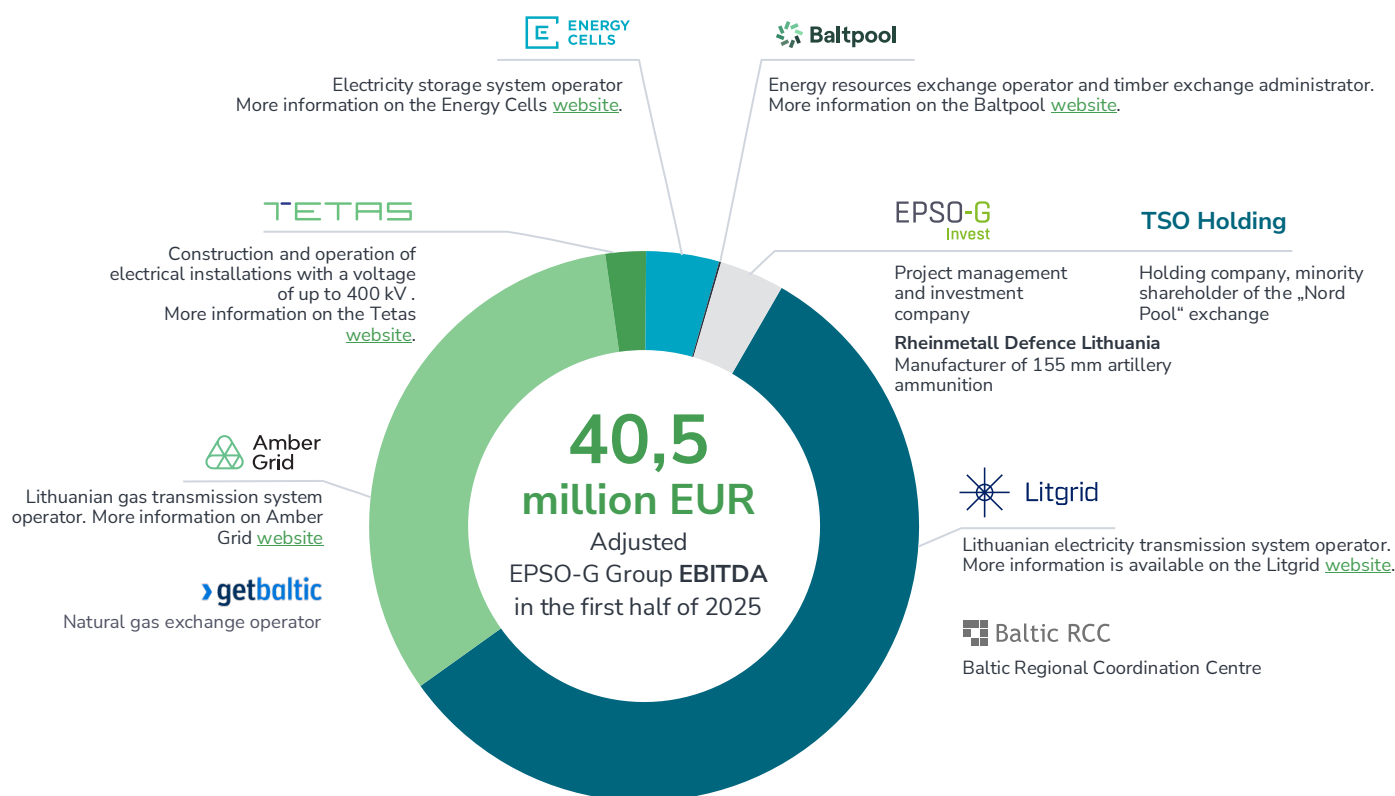 ENERGY
CELLS
Electricity storage system operator
More information on the Energy Cells website.
Baltpool
Energy resources exchange operator and timber exchange administrator.
More information on the Baltpool website.
TETAS
Construction and operation of
electrical installations with a voltage
of up to 400 kV .
More information on the Tetas
website.
EPSO-G
Invest
Project management
and investment
company
TSO Holding
Holding company, minority
shareholder of the „Nord
Pool“ exchange
Rheinmetall Defence Lithuania
Manufacturer of 155 mm artillery
ammunition
40,5
million EUR
Adjusted
EPSO-G Group EBITDA
in the first half of 2025
Amber
Grid
Lithuanian gas transmission system
operator. More information on Amber
Grid website
getbaltic
Natural gas exchange operator
Litgrid
Lithuanian electricity transmission system operator.
More information is available on the Litgrid website.
Baltic RCC
Baltic Regional Coordination Centre